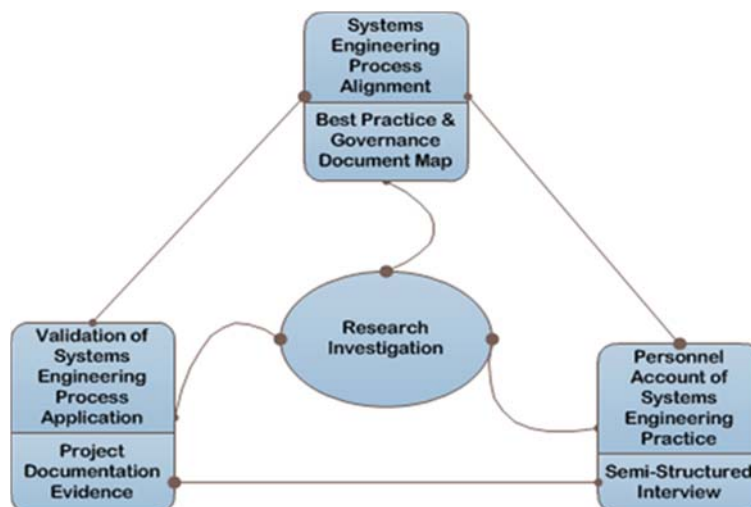 Systems
Engineering
Process
Alignment
Best Practice &
Governance
Document Map
Research
Investigation
Validation of
Systems
Engineering
Process
Application
Project
Documentation
Evidence
Personnel
Account of
Systems
Engineering
Practice
Semi-Structured
Interview